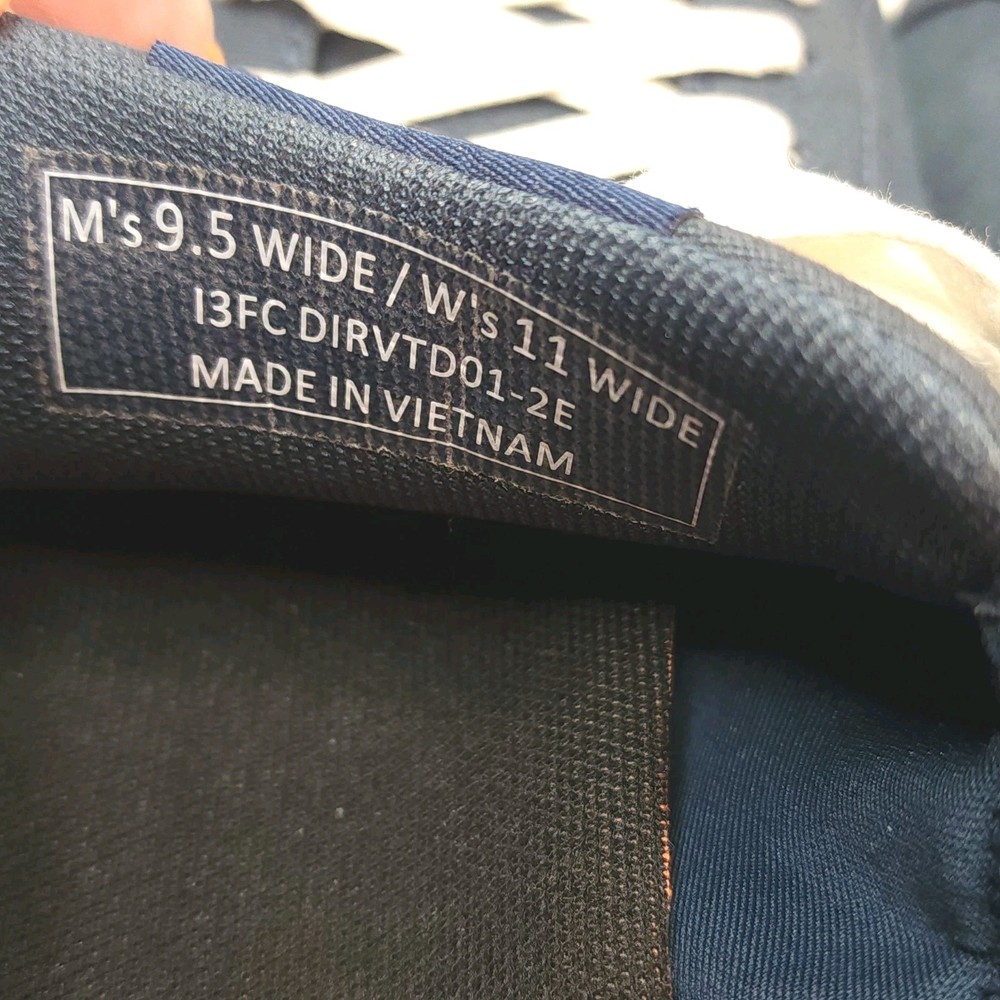 M's 9.5 WIDE / W's 11 WIDE
I3FC DIRVTD01-2E
MADE IN VIETNAM